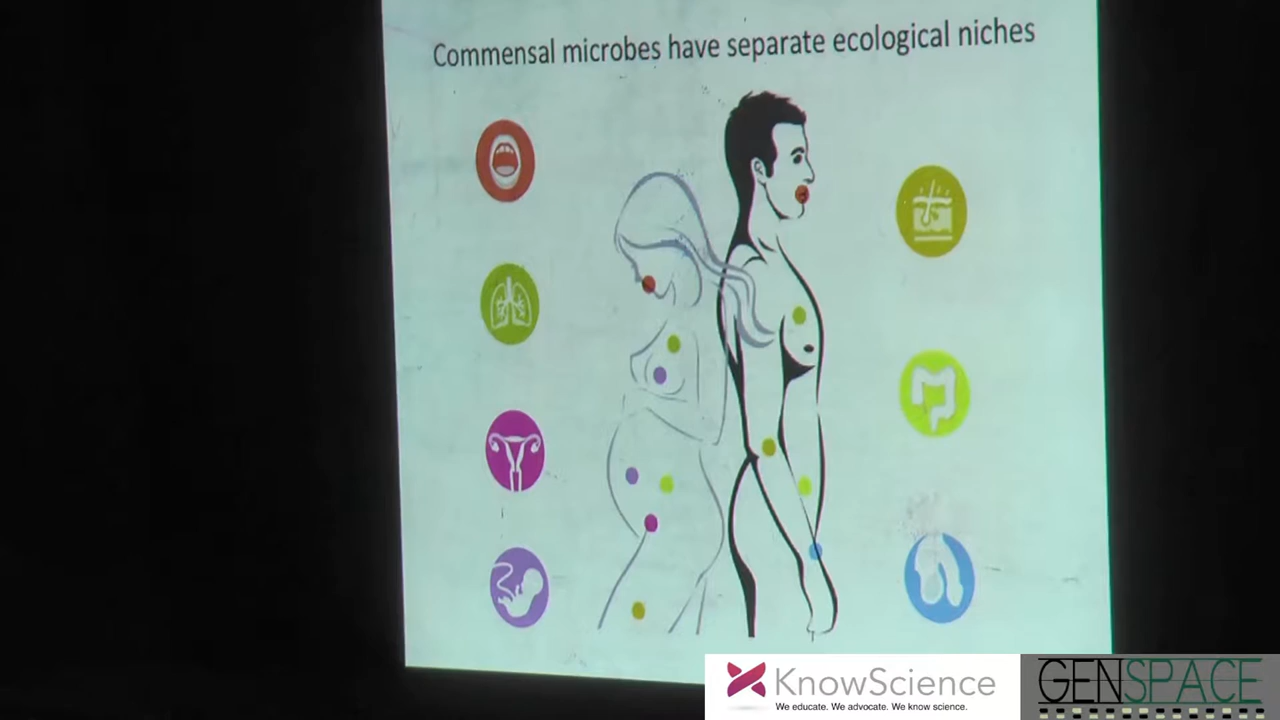 Commensal microbes have separate ecological niches
KnowScience
We educate. We advocate. We know science.
GENSPACE